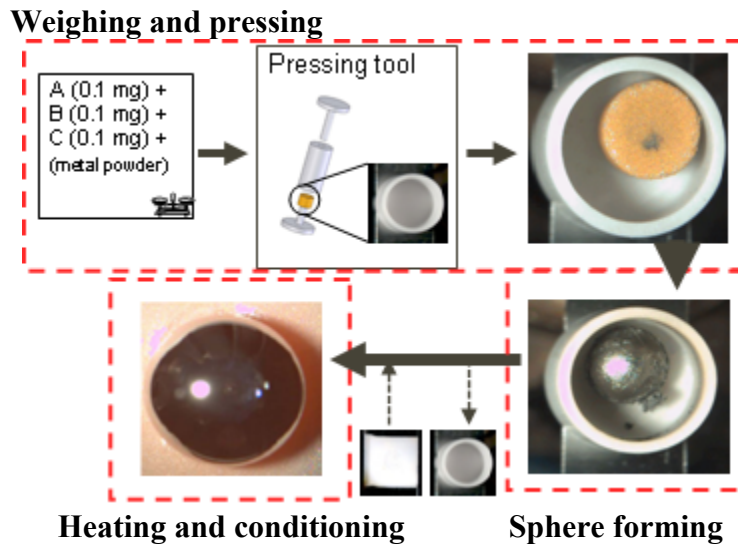 Weighing and pressing
A (0.1 mg) +
B (0.1 mg) +
C (0.1 mg) +
(metal powder)
Pressing tool
Heating and conditioning
Sphere forming